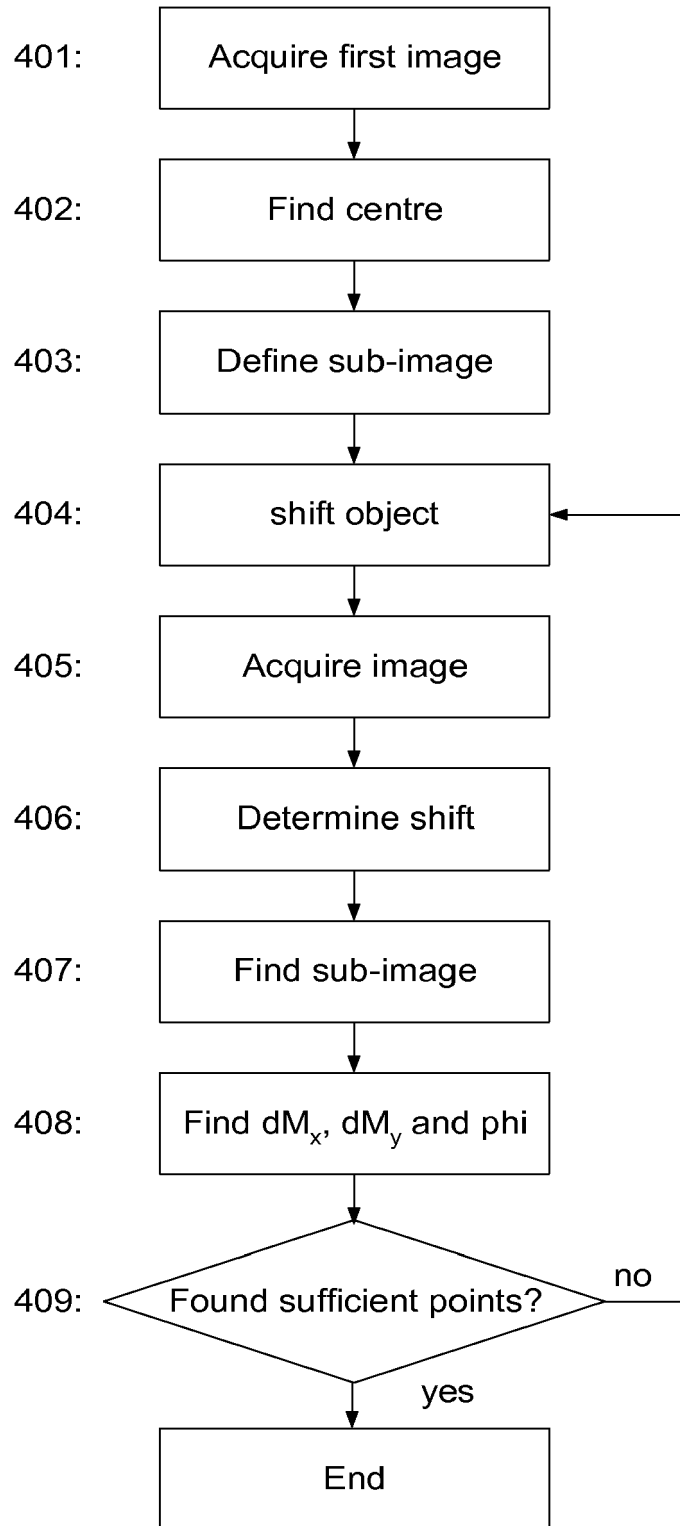 401: Acquire first image
402: Find centre
403: Define sub-image
404: shift object
405: Acquire image
406: Determine shift
407: Find sub-image
408: Find dMx, dMy and phi
409: Found sufficient points? no
yes
End